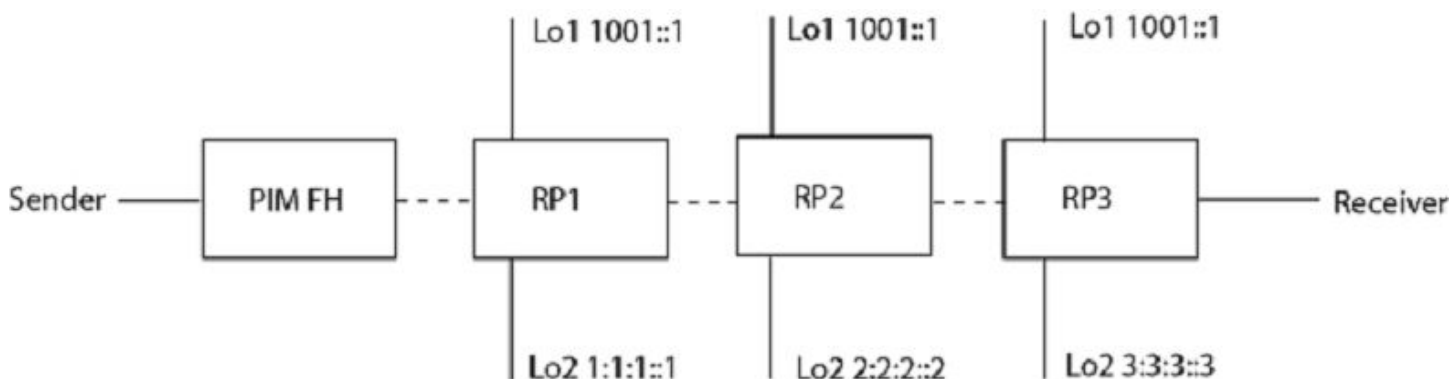 Lo1 1001::1 Lo1 1001::1 Lo1 1001::1
Sender PIM FH RP1 RP2 RP3 Receiver
Lo2 1:1:1::1 Lo2 2:2:2::2 Lo2 3:3:3::3